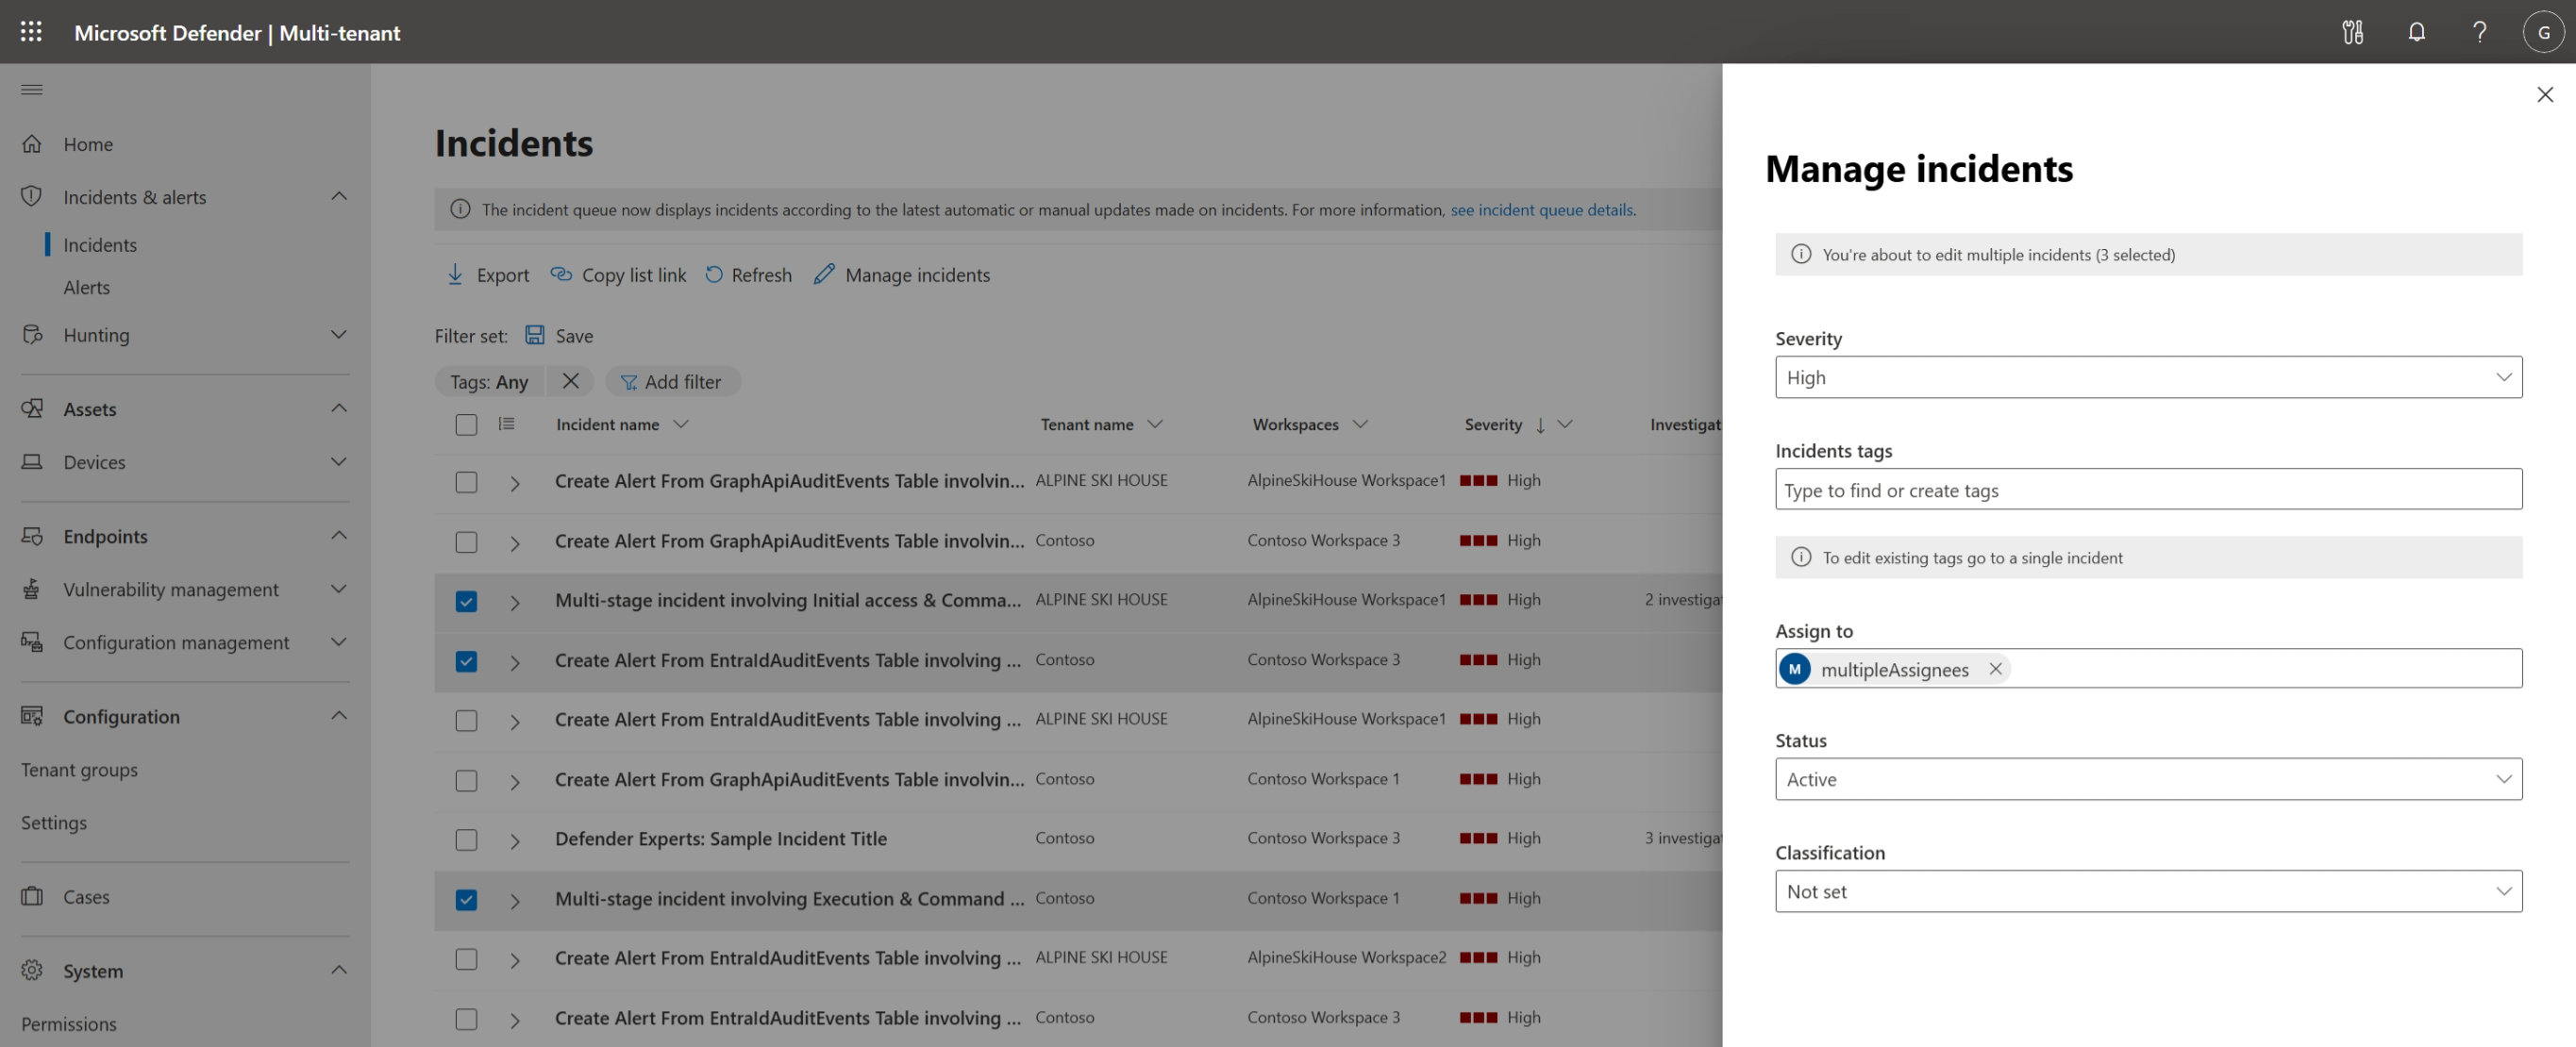 Microsoft Defender | Multi-tenant
G
Home
Incidents & alerts
Incidents
Alerts
Hunting
Assets
Devices
Endpoints
Vulnerability management
Configuration management
Configuration
Tenant groups
Settings
Cases
System
Permissions
Incidents
The incident queue now displays incidents according to the latest automatic or manual updates made on incidents. For more information, see incident queue details.
Export Copy list link Refresh Manage incidents
Filter set: Save
Tags: Any Add filter
Incident name Tenant name Workspaces Severity Investigat
Create Alert From GraphApiAuditEvents Table involvin... ALPINE SKI HOUSE AlpineSkiHouse Workspace1 High
Create Alert From GraphApiAuditEvents Table involvin... Contoso Contoso Workspace 3 High
Multi-stage incident involving Initial access & Comma... ALPINE SKI HOUSE AlpineSkiHouse Workspace1 High 2 investigat
Create Alert From EntraIdAuditEvents Table involving ... Contoso Contoso Workspace 3 High
Create Alert From EntraIdAuditEvents Table involving ... ALPINE SKI HOUSE AlpineSkiHouse Workspace1 High
Create Alert From GraphApiAuditEvents Table involvin... Contoso Contoso Workspace 1 High
Defender Experts: Sample Incident Title Contoso Contoso Workspace 3 High 3 investigat
Multi-stage incident involving Execution & Command ... Contoso Contoso Workspace 1 High
Create Alert From EntraIdAuditEvents Table involving ... ALPINE SKI HOUSE AlpineSkiHouse Workspace2 High
Create Alert From EntraIdAuditEvents Table involving ... Contoso Contoso Workspace 3 High
Manage incidents
You're about to edit multiple incidents (3 selected)
Severity
High
Incidents tags
Type to find or create tags
To edit existing tags go to a single incident
Assign to
M multipleAssignees
Status
Active
Classification
Not set